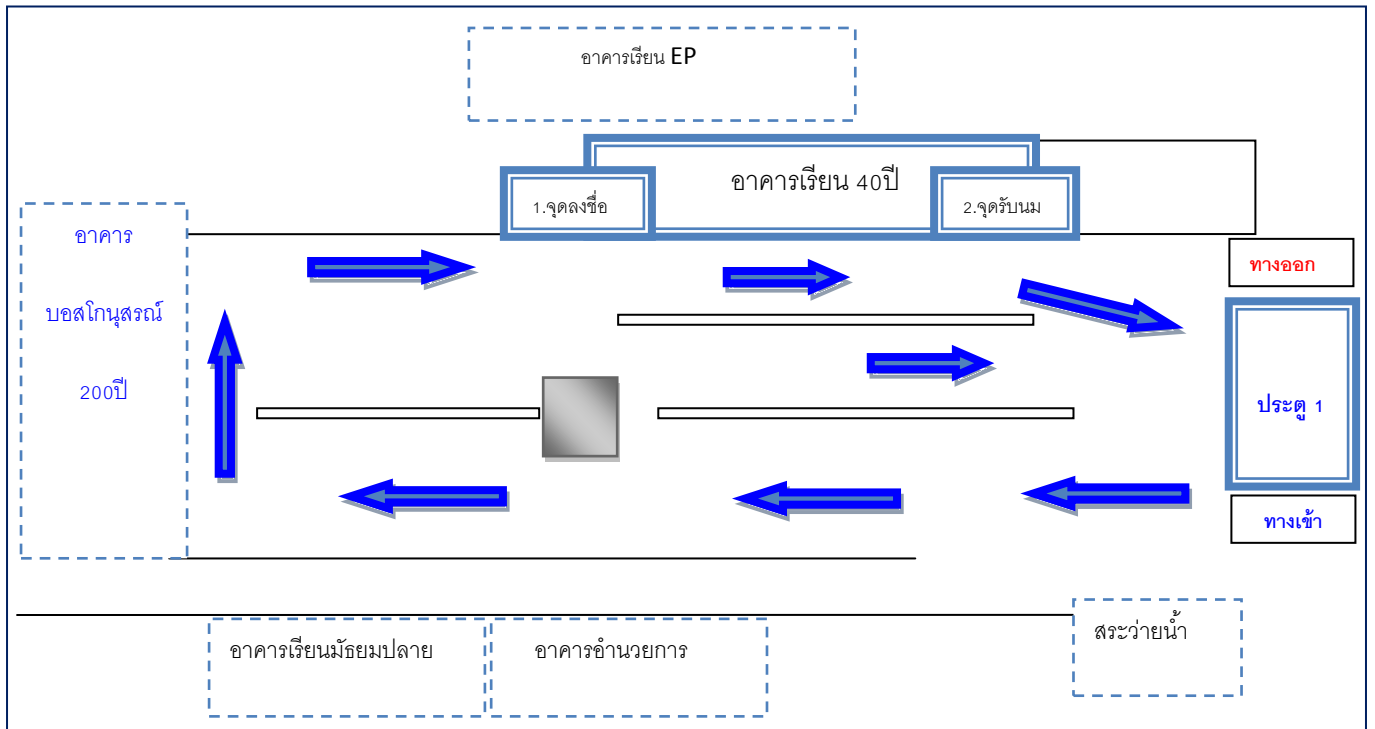 อาคารเรียน EP
อาคารเรียน 40ปี
1.จุดลงชื่อ
2.จุดรับนม
อาคาร
บอสโกนุสรณ์
200ปี
ทางออก
ประตู 1
ทางเข้า
สระว่ายน้ำ
อาคารเรียนมัธยมปลาย
อาคารอำนวยการ